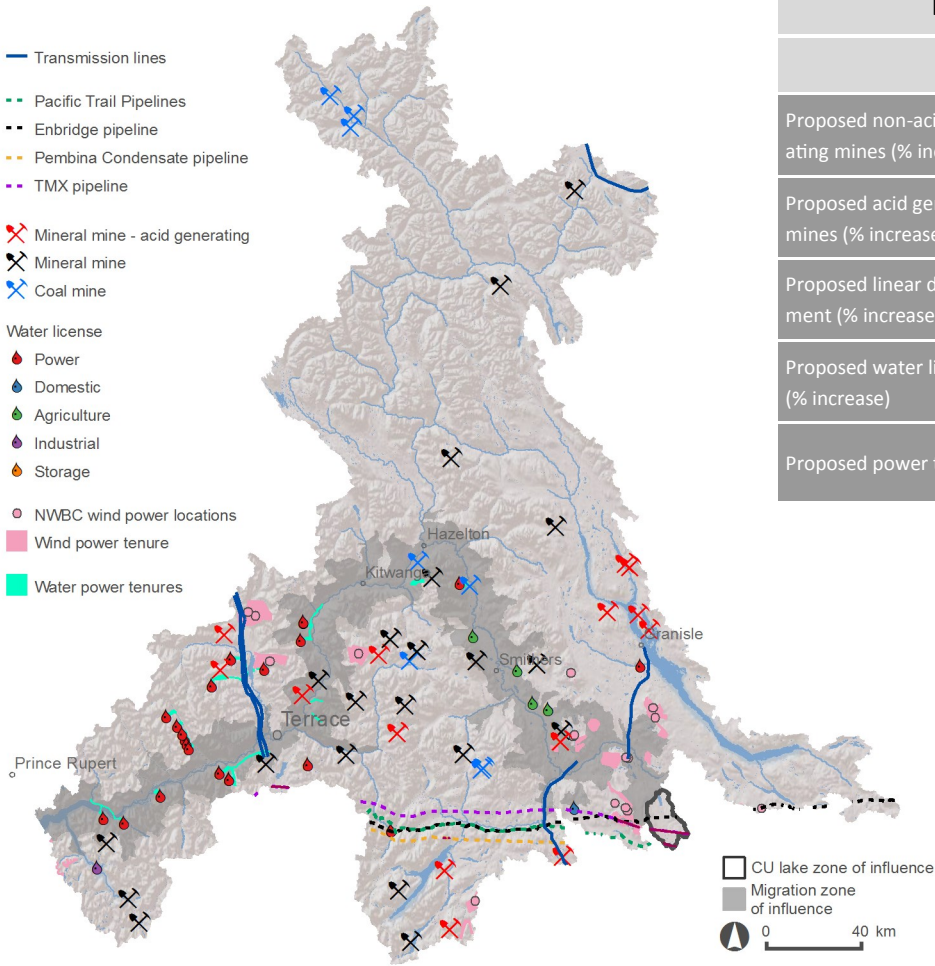 Transmission lines
Pacific Trail Pipelines
Enbridge pipeline
Pembina Condensate pipeline
TMX pipeline
Mineral mine - acid generating
Mineral mine
Coal mine
Water license
Power
Domestic
Agriculture
Industrial
Storage
NWBC wind power locations
Wind power tenure
Water power tenures
Hazelton
Kitwanga
Granisle
Smithers
Terrace
Prince Rupert
CU lake zone of influence
Migration zone
of influence
0 40 km
Proposed non-aci
ating mines (% in
Proposed acid ge
mines (% increase
Proposed linear d
ment (% increase
Proposed water li
(% increase)
Proposed power t